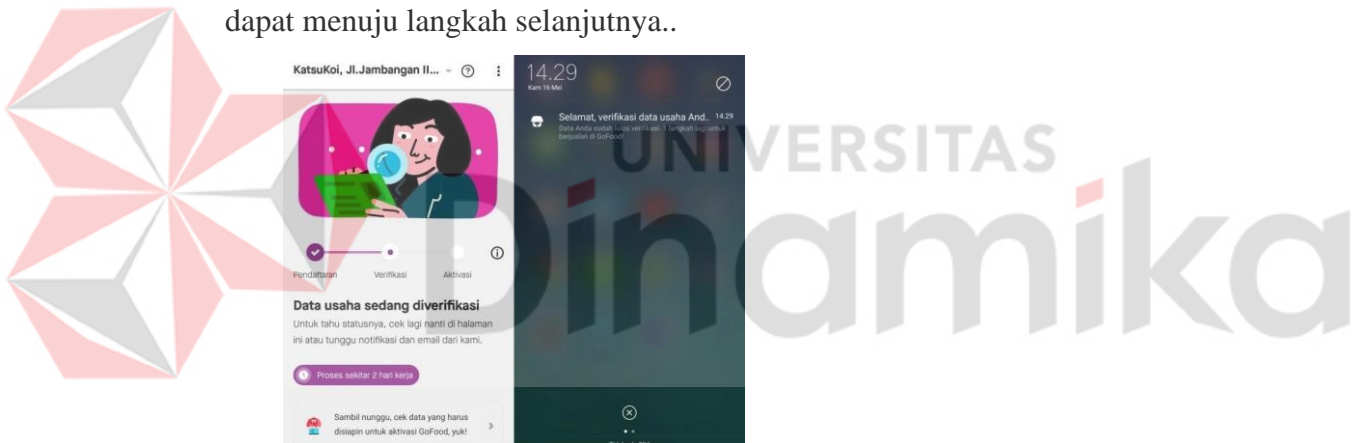 dapat menuju langkah selanjutnya..
KatsuKoi, Jl.Jambangan II...
Pendaftaran
Verifikasi
Aktivasi
Data usaha sedang diverifikasi
Untuk tahu statusnya, cek lagi nanti di halaman
ini atau tunggu notifikasi dan email dari kami.
Proses sekitar 2 hari kerja
Sambil nunggu, cek data yang harus
disiapin untuk aktivasi GoFood, yuk!
14.29
Kam 16 Mei
Selamat, verifikasi data usaha And.. 14.29
Data Anda sudah lulus verifikasi. 1 langkah lagi untuk
berjualan di GoFood!
UNIVERSITAS
Dinamika